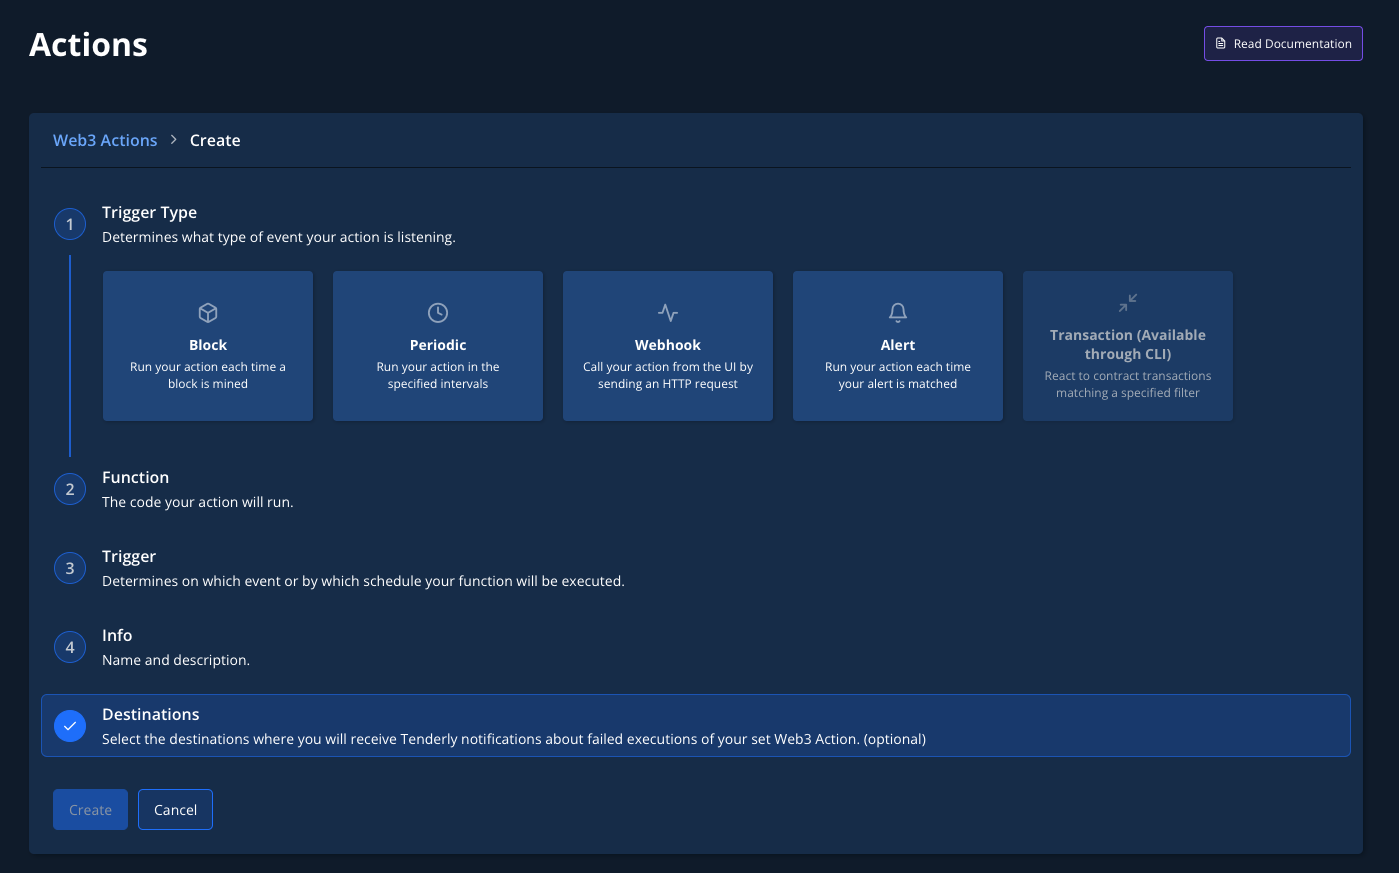 Actions
Read Documentation
Web3 Actions > Create
1
Trigger Type
Determines what type of event your action is listening.
Block
Run your action each time a
block is mined
Periodic
Run your action in the
specified intervals
Webhook
Call your action from the UI by
sending an HTTP request
Alert
Run your action each time
your alert is matched
Transaction (Available
through CLI)
React to contract transactions
matching a specified filter
2
Function
The code your action will run.
3
Trigger
Determines on which event or by which schedule your function will be executed.
4
Info
Name and description.
Destinations
Select the destinations where you will receive Tenderly notifications about failed executions of your set Web3 Action. (optional)
Create
Cancel